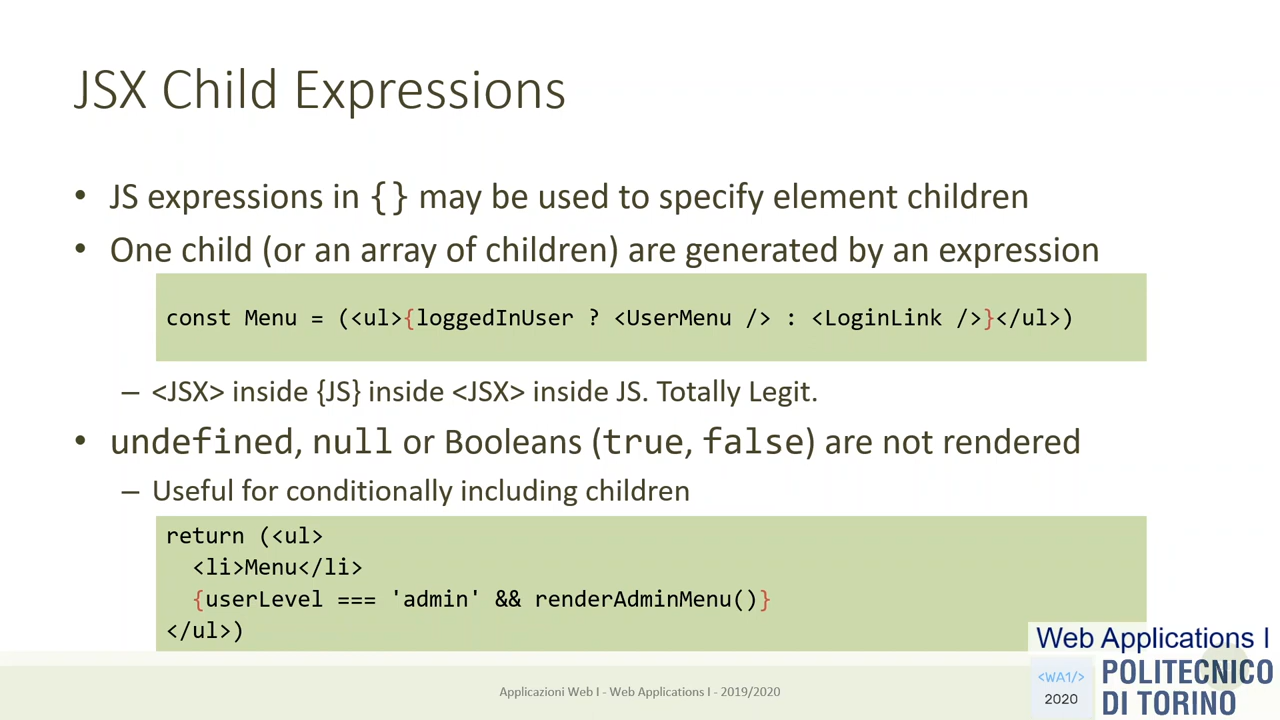 JSX Child Expressions
• JS expressions in {} may be used to specify element children
• One child (or an array of children) are generated by an expression
const Menu = (<ul>{loggedInUser ? <UserMenu /> : <LoginLink />}</ul>)
– <JSX> inside {JS} inside <JSX> inside JS. Totally Legit.
• undefined, null or Booleans (true, false) are not rendered
– Useful for conditionally including children
return (<ul>
  <li>Menu</li>
  {userLevel === 'admin' && renderAdminMenu()}
</ul>)
Applicazioni Web I - Web Applications I - 2019/2020
Web Applications I
<WA1/>
2020
POLITECNICO
DI TORINO